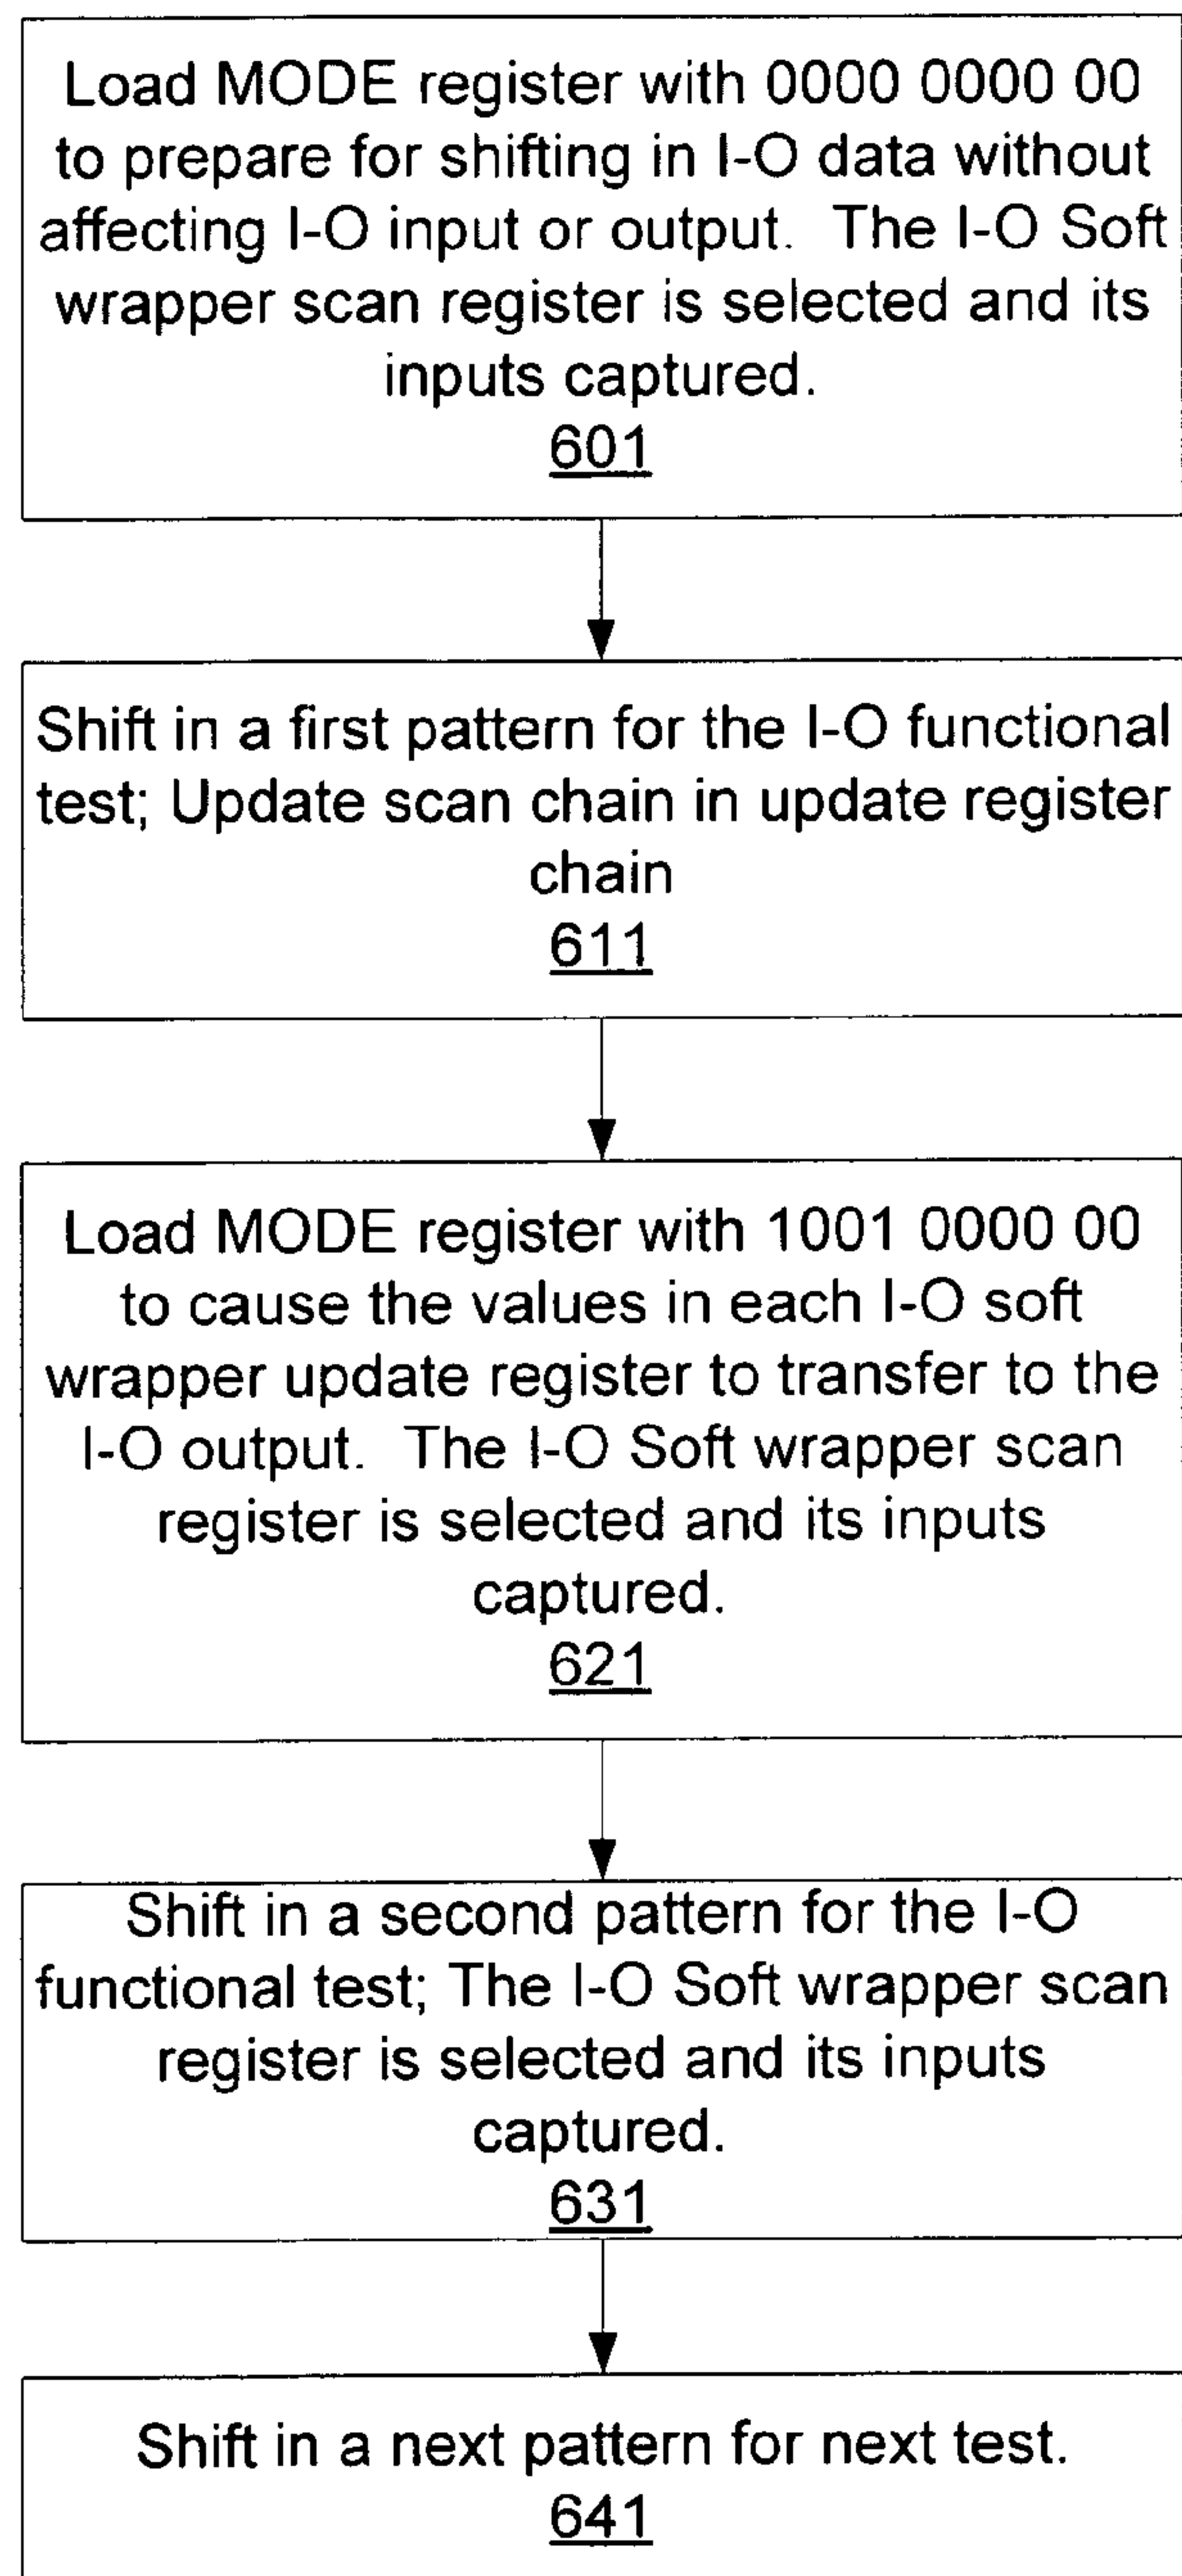 Load MODE register with 0000 0000 00
to prepare for shifting in I-O data without
affecting I-O input or output. The I-O Soft
wrapper scan register is selected and its
inputs captured.
601
Shift in a first pattern for the I-O functional
test; Update scan chain in update register
chain
611
Load MODE register with 1001 0000 00
to cause the values in each I-O soft
wrapper update register to transfer to the
I-O output. The I-O Soft wrapper scan
register is selected and its inputs
captured.
621
Shift in a second pattern for the I-O
functional test; The I-O Soft wrapper scan
register is selected and its inputs
captured.
631
Shift in a next pattern for next test.
641